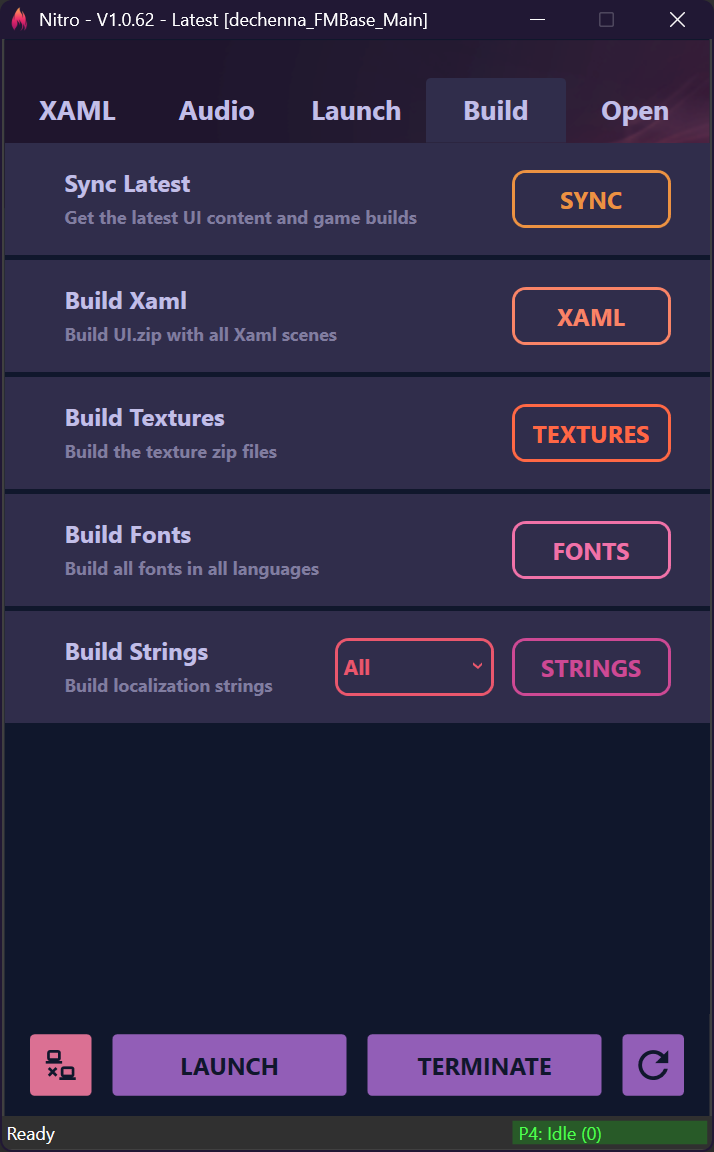 Nitro - V1.0.62 - Latest [dechenna_FMBase_Main]
XAML Audio Launch Build Open
Sync Latest
Get the latest UI content and game builds
SYNC
Build Xaml
Build UI.zip with all Xaml scenes
XAML
Build Textures
Build the texture zip files
TEXTURES
Build Fonts
Build all fonts in all languages
FONTS
Build Strings
Build localization strings
All
STRINGS
LAUNCH TERMINATE
Ready P4: Idle (0)